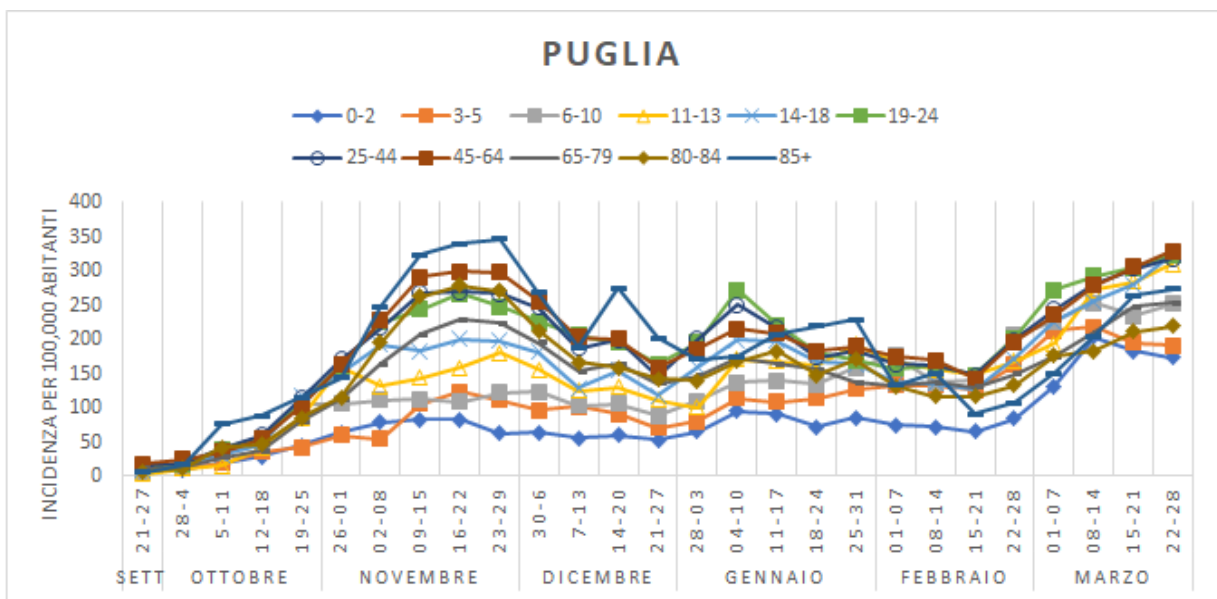 PUGLIA
0-2 3-5 6-10 11-13 14-18 19-24
25-44 45-64 65-79 80-84 85+
INCIDENZA PER 100,000 ABITANTI
400
350
300
250
200
150
100
50
0
21-27 28-4 5-11 12-18 19-25 26-01 02-08 09-15 16-22 23-29 30-6 7-13 14-20 21-27 28-03 04-10 11-17 18-24 25-31 01-07 08-14 15-21 22-28 01-07 08-14 15-21 22-28
SETT OTTOBRE NOVEMBRE DICEMBRE GENNAIO FEBBRAIO MARZO